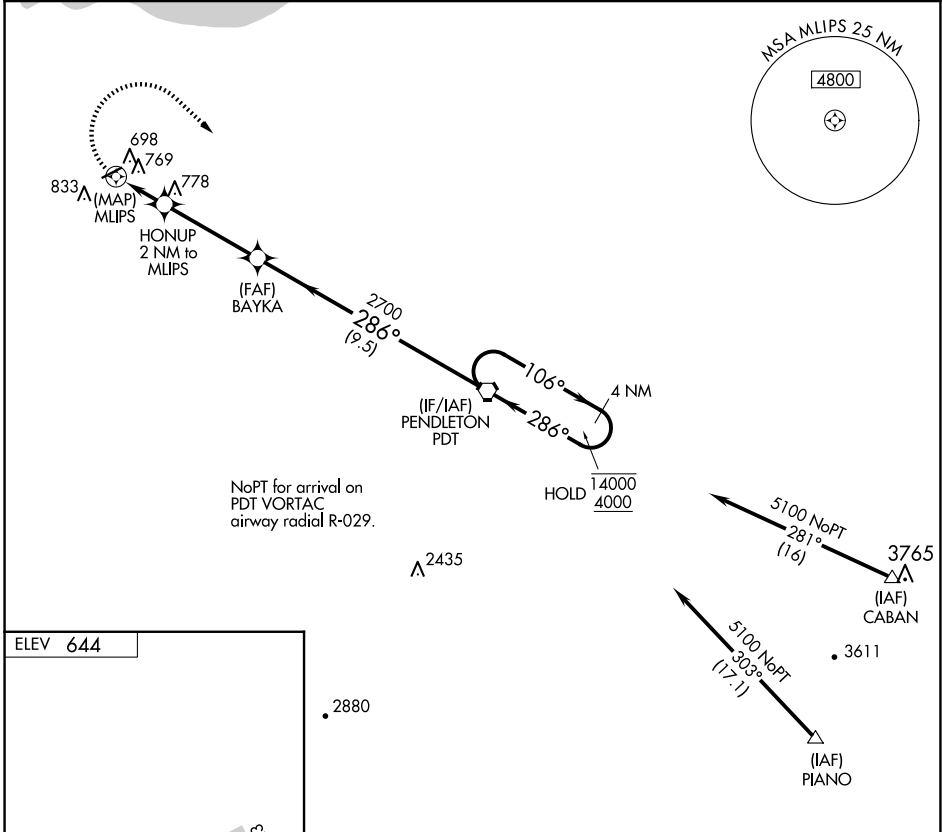 MSA MLIPS 25 NM
4800
698
769
833
(MAP)
MLIPS
778
HONUP
2 NM to
MLIPS
(FAF)
BAYKA
2700
286°
(9.5)
106°
4 NM
(IF/IAF)
PENDLETON
PDT
286°
HOLD
14000
4000
NoPT for arrival on
PDT VORTAC
airway radial R-029.
5100 NoPT
281°
(16)
3765
(IAF)
CABAN
2435
5100 NoPT
303°
(17.1)
3611
ELEV 644
2880
(IAF)
PIANO